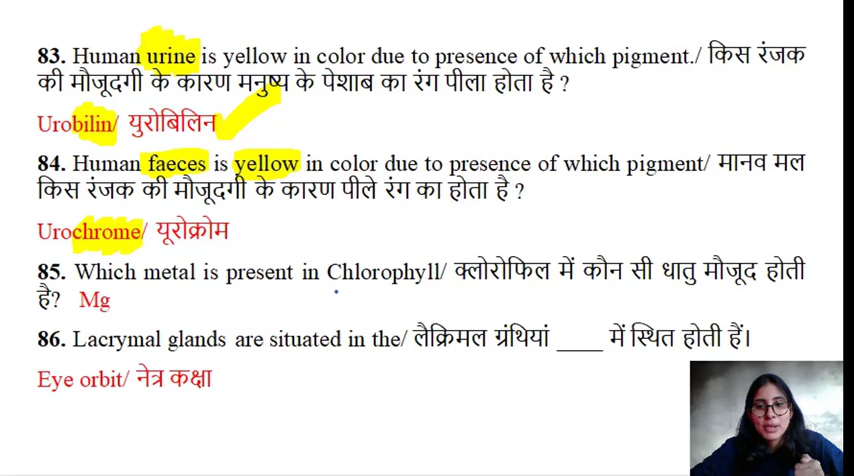 83. Human urine is yellow in color due to presence of which pigment./ किस रंजक
की मौजूदगी के कारण मनुष्य के पेशाब का रंग पीला होता है ?
Urobilin/ युरोबिलिन
84. Human faeces is yellow in color due to presence of which pigment/ मानव मल
किस रंजक की मौजूदगी के कारण पीले रंग का होता है ?
Urochrome/ यूरोक्रोम
85. Which metal is present in Chlorophyll/ क्लोरोफिल में कौन सी धातु मौजूद होती
है? Mg
86. Lacrymal glands are situated in the/ लैक्रिमल ग्रंथियां ____ में स्थित होती हैं।
Eye orbit/ नेत्र कक्षा